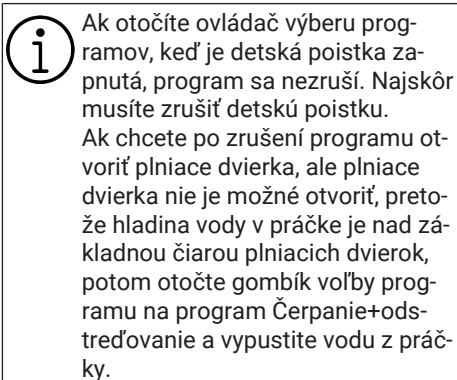 Ak otočíte ovládač výberu prog-
ramov, keď je detská poistka za-
pnutá, program sa nezruší. Najskôr
musíte zrušiť detskú poistku.
Ak chcete po zrušení programu ot-
voriť plniace dvierka, ale plniace
dvierka nie je možné otvoriť, preto-
že hladina vody v práčke je nad zá-
kladnou čiarou plniacich dvierok,
potom otočte gombík voľby prog-
ramu na program Čerpanie+ods-
treďovanie a vypustite vodu z práč-
ky.